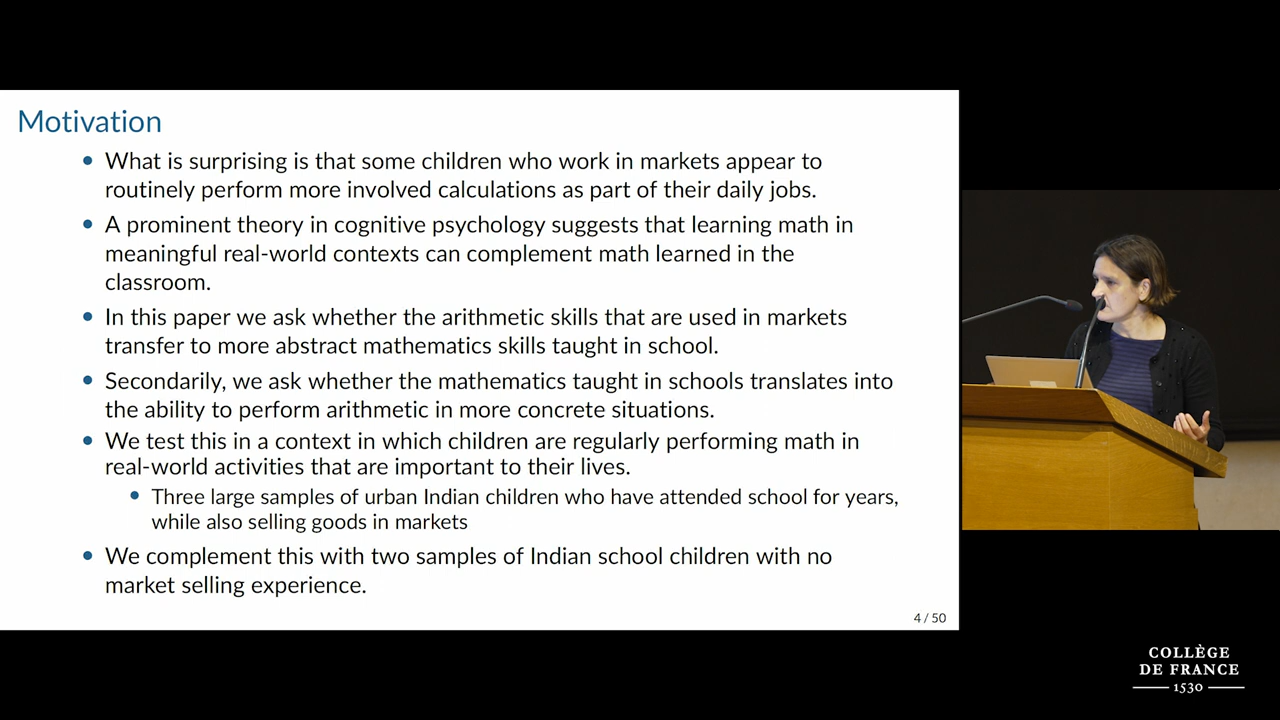 Motivation
• What is surprising is that some children who work in markets appear to
routinely perform more involved calculations as part of their daily jobs.
• A prominent theory in cognitive psychology suggests that learning math in
meaningful real-world contexts can complement math learned in the
classroom.
• In this paper we ask whether the arithmetic skills that are used in markets
transfer to more abstract mathematics skills taught in school.
• Secondarily, we ask whether the mathematics taught in schools translates into
the ability to perform arithmetic in more concrete situations.
• We test this in a context in which children are regularly performing math in
real-world activities that are important to their lives.
• Three large samples of urban Indian children who have attended school for years,
while also selling goods in markets
• We complement this with two samples of Indian school children with no
market selling experience.
4 / 50
COLLÈGE
DE FRANCE
1530